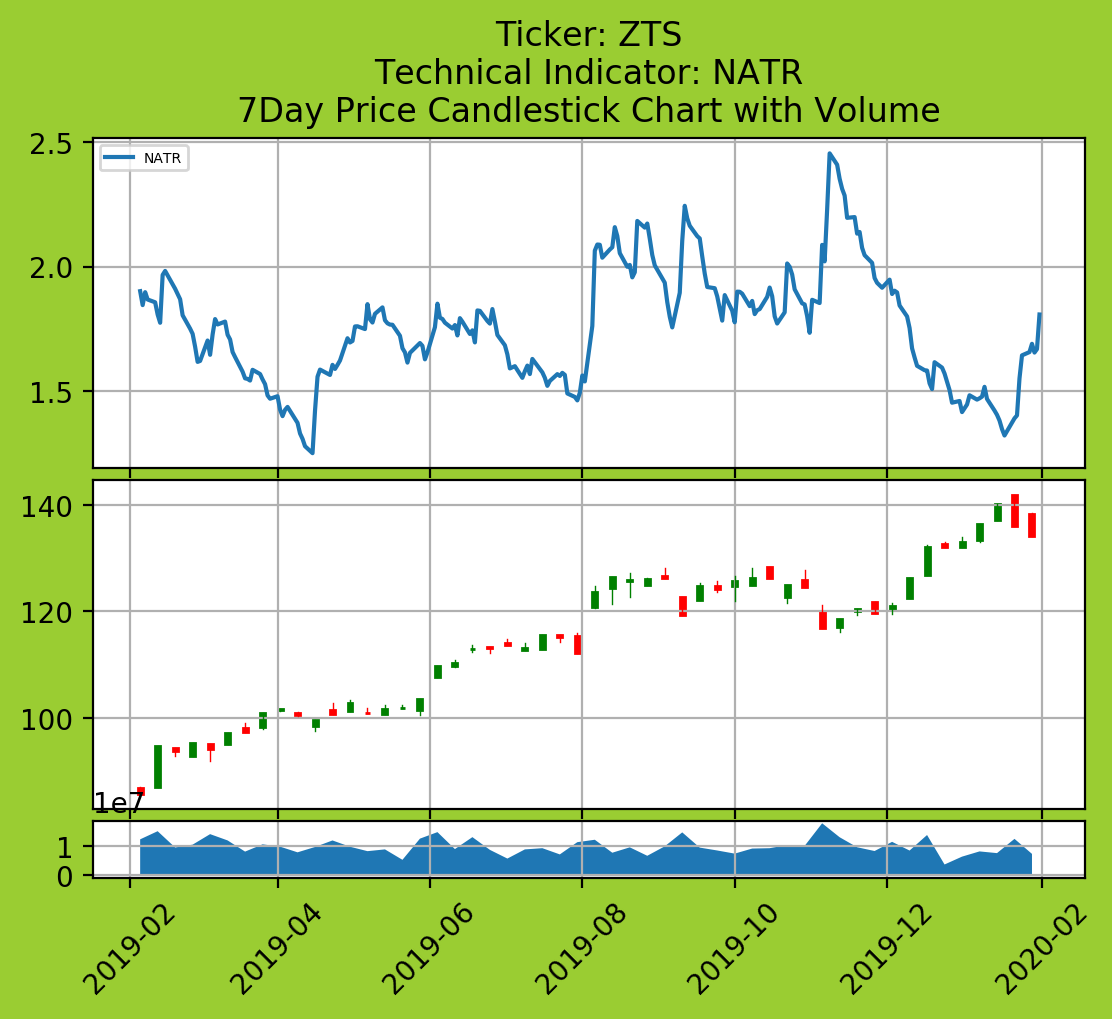 Ticker: ZTS
Technical Indicator: NATR
7Day Price Candlestick Chart with Volume
2.5
NATR
2.0
1.5
140
120
100
1e7
1
0
2019-02 2019-04 2019-06 2019-08 2019-10 2019-12 2020-02